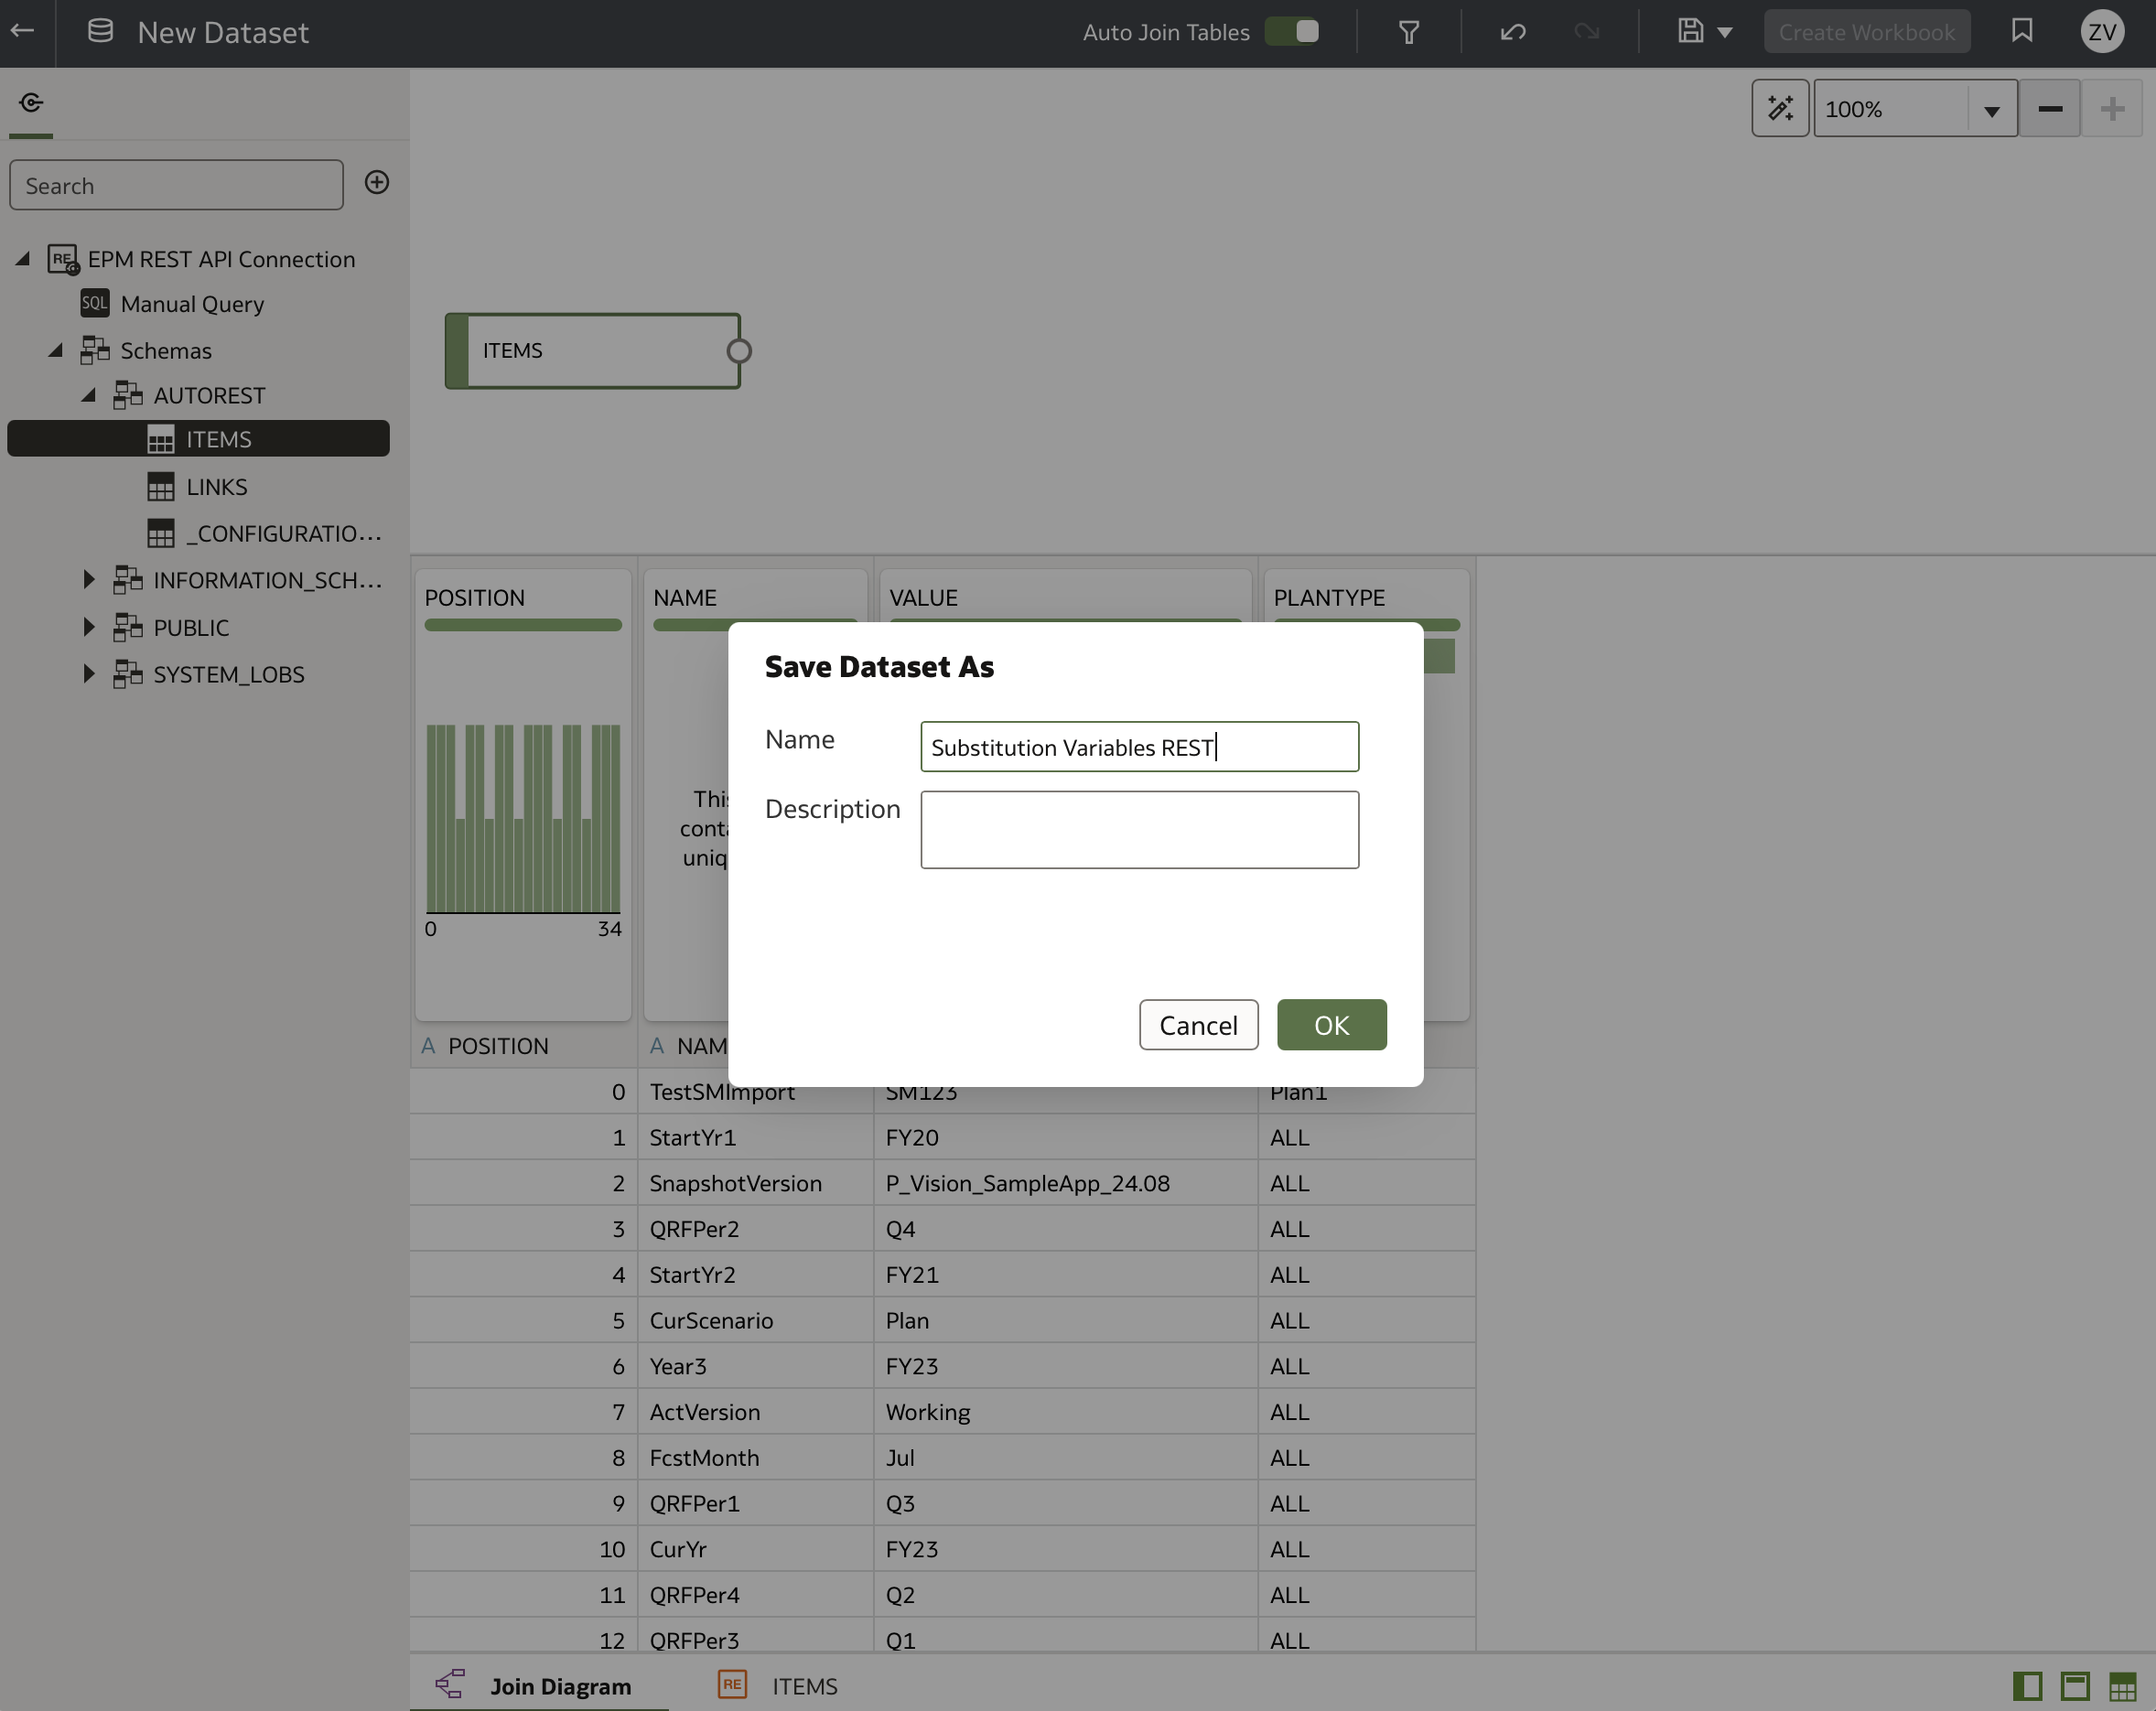 New Dataset
Auto Join Tables
Create Workbook
ZV
100%
Search
RE EPM REST API Connection
SQL Manual Query
Schemas
AUTOREST
ITEMS
LINKS
_CONFIGURATIO...
INFORMATION_SCH...
PUBLIC
SYSTEM_LOBS
ITEMS
POSITION NAME VALUE PLANTYPE
0 34
Save Dataset As
Name Substitution Variables REST
Description
Cancel OK
A POSITION A NAM
0 TestSMImport SM123 Plan1
1 StartYr1 FY20 ALL
2 SnapshotVersion P_Vision_SampleApp_24.08 ALL
3 QRFPer2 Q4 ALL
4 StartYr2 FY21 ALL
5 CurScenario Plan ALL
6 Year3 FY23 ALL
7 ActVersion Working ALL
8 FcstMonth Jul ALL
9 QRFPer1 Q3 ALL
10 CurYr FY23 ALL
11 QRFPer4 Q2 ALL
12 QRFPer3 Q1 ALL
Join Diagram RE ITEMS